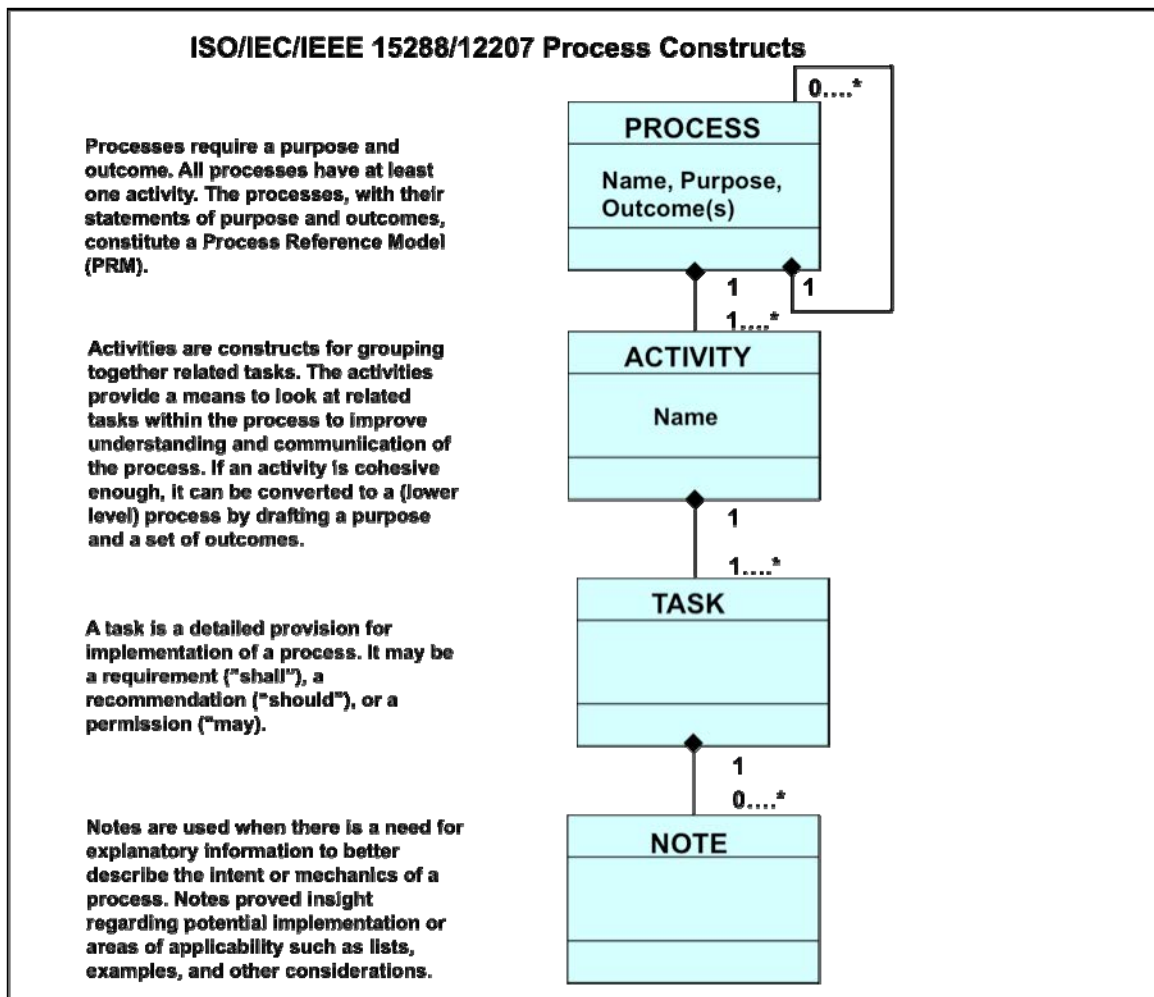 ISO/IEC/IEEE 15288/12207 Process Constructs
Processes require a purpose and
outcome. All processes have at least
one activity. The processes, with their
statements of purpose and outcomes,
constitute a Process Reference Model
(PRM).
0....*
PROCESS
Name, Purpose,
Outcome(s)
1
1
1....*
Activities are constructs for grouping
together related tasks. The activities
provide a means to look at related
tasks within the process to improve
understanding and communiication of
the process. If an activity is cohesive
enough, it can be converted to a (lower
level) process by drafting a purpose
and a set of outcomes.
ACTIVITY
Name
1
1....*
A task is a detailed provision for
implementation of a process. It may be
a requirement ("shall"), a
recommendation ("should"), or a
permission ("may).
TASK
1
0....*
Notes are used when there is a need for
explanatory information to better
describe the intent or mechanics of a
process. Notes proved insight
regarding potential implementation or
areas of applicability such as lists,
examples, and other considerations.
NOTE